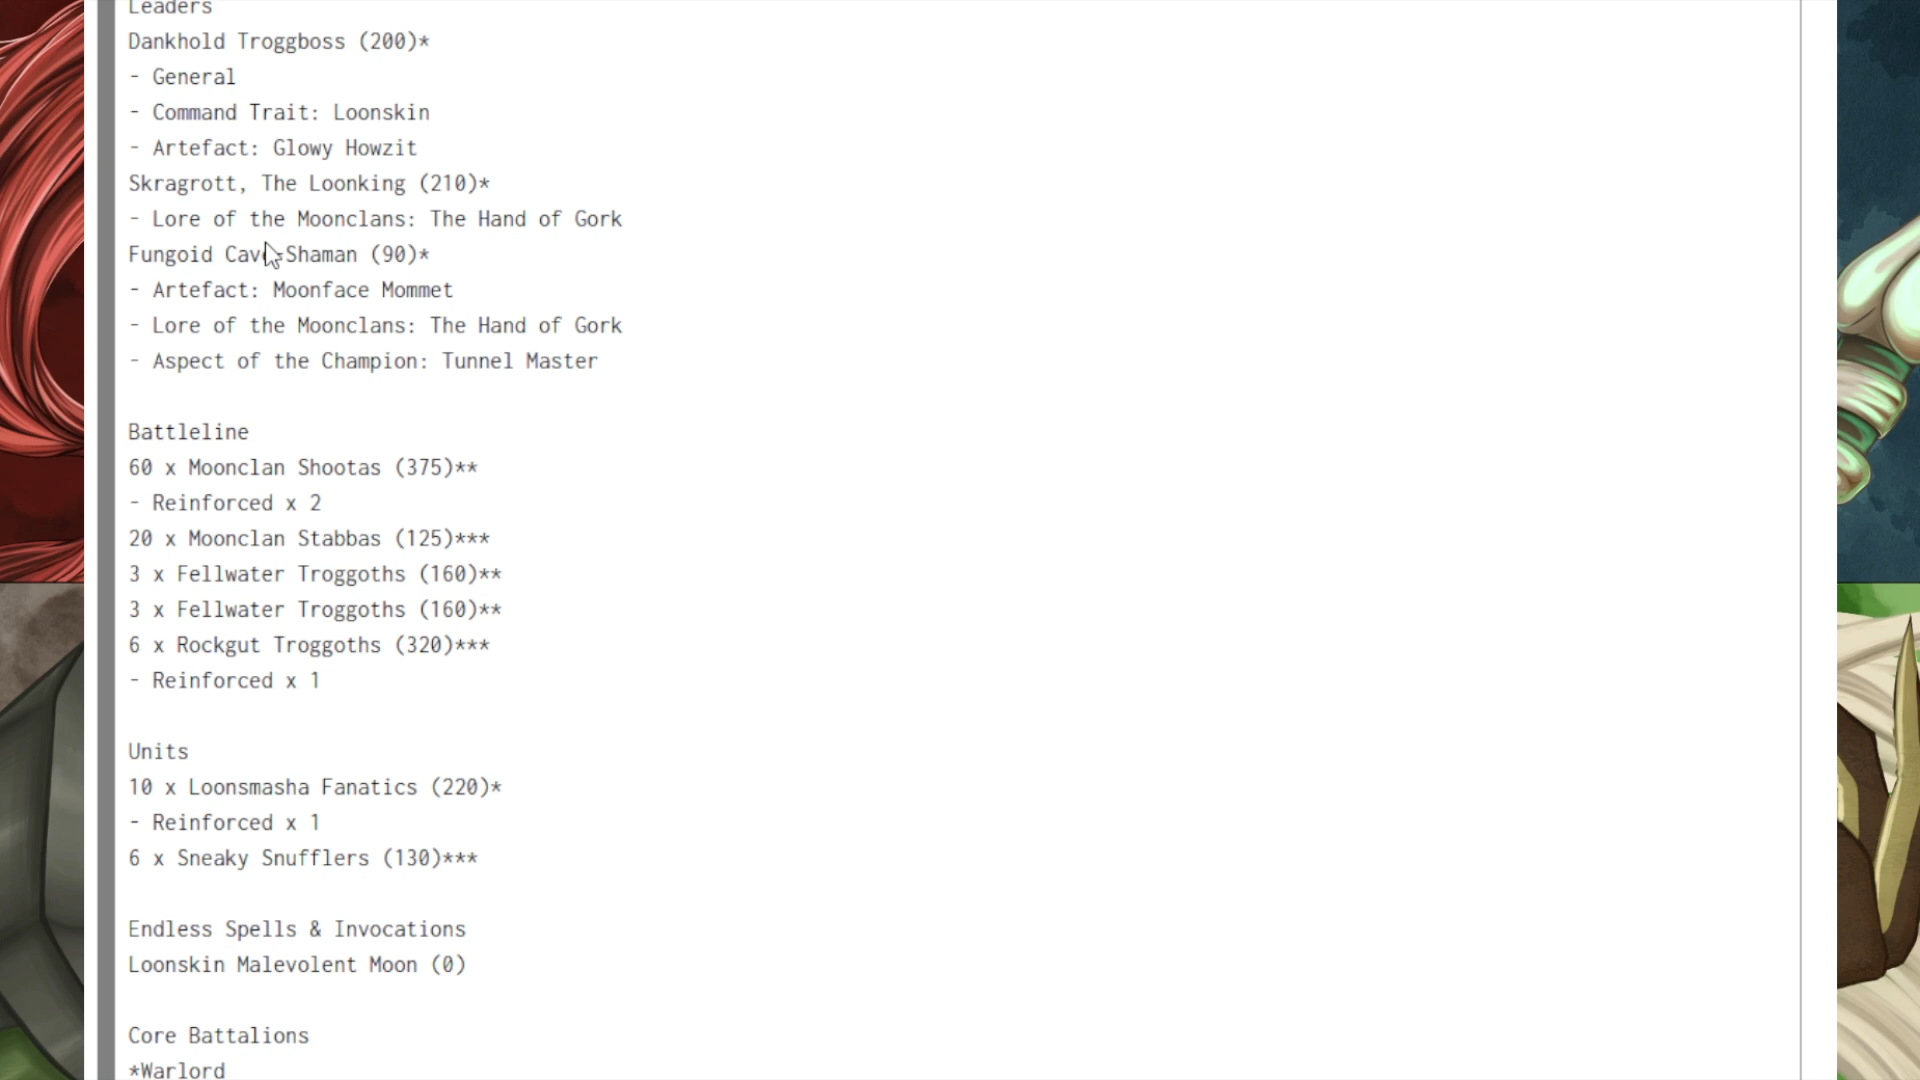 Leaders
Dankhold Troggboss (200)*
- General
- Command Trait: Loonskin
- Artefact: Glowy Howzit
Skragrott, The Loonking (210)*
- Lore of the Moonclans: The Hand of Gork
Fungoid Cave-Shaman (90)*
- Artefact: Moonface Mommet
- Lore of the Moonclans: The Hand of Gork
- Aspect of the Champion: Tunnel Master
Battleline
60 x Moonclan Shootas (375)**
- Reinforced x 2
20 x Moonclan Stabbas (125)***
3 x Fellwater Troggoths (160)**
3 x Fellwater Troggoths (160)**
6 x Rockgut Troggoths (320)***
- Reinforced x 1
Units
10 x Loonsmasha Fanatics (220)*
- Reinforced x 1
6 x Sneaky Snufflers (130)***
Endless Spells & Invocations
Loonskin Malevolent Moon (0)
Core Battalions
*Warlord